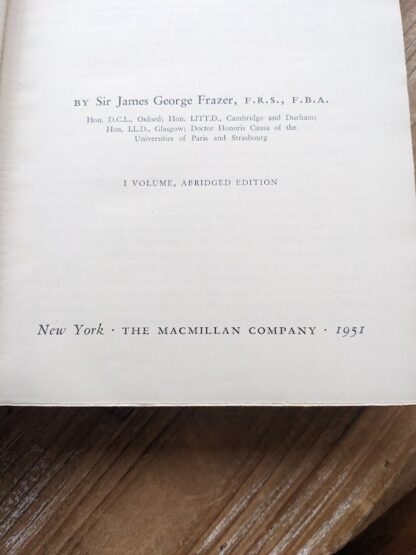 BY Sir James George Frazer, F.R.S., F.B.A.
Hon. D.C.L., Oxford; Hon. LITT.D., Cambridge and Durham;
Hon. LL.D., Glasgow; Doctor Honoris Causa of the
Universities of Paris and Strasbourg
I VOLUME, ABRIDGED EDITION
New York · THE MACMILLAN COMPANY · 1951